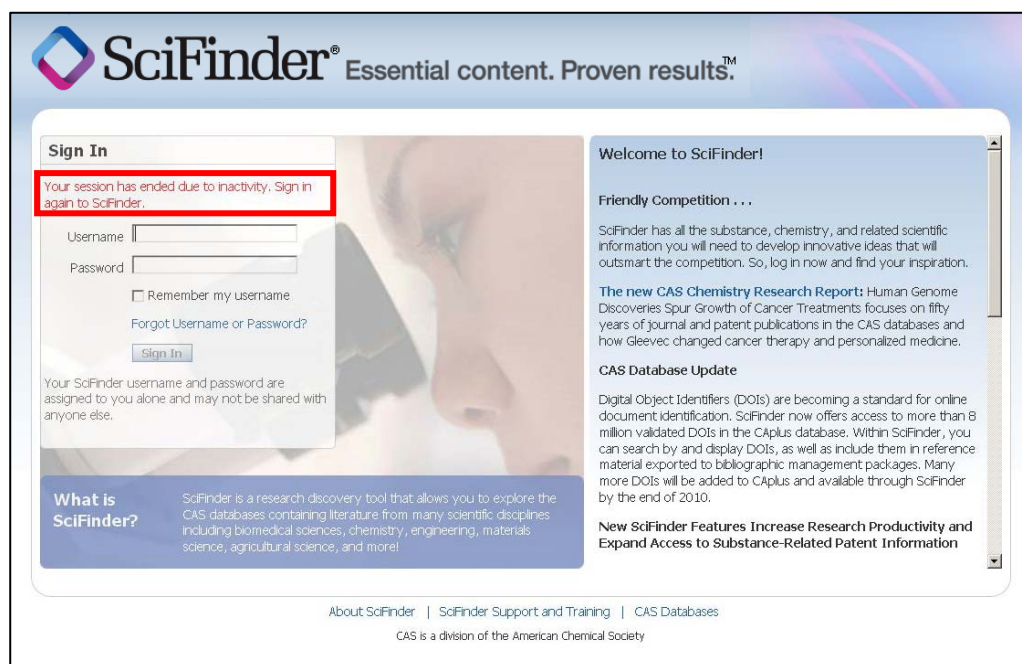 SciFinder® Essential content. Proven results.™
Sign In
Your session has ended due to inactivity. Sign in
again to SciFinder.
Username
Password
Remember my username
Forgot Username or Password?
Sign In
Your SciFinder username and password are
assigned to you alone and may not be shared with
anyone else.
What is
SciFinder?
SciFinder is a research discovery tool that allows you to explore the
CAS databases containing literature from many scientific disciplines
including biomedical sciences, chemistry, engineering, materials
science, agricultural science, and more!
Welcome to SciFinder!
Friendly Competition . . .
SciFinder has all the substance, chemistry, and related scientific
information you will need to develop innovative ideas that will
outsmart the competition. So, log in now and find your inspiration.
The new CAS Chemistry Research Report: Human Genome
Discoveries Spur Growth of Cancer Treatments focuses on fifty
years of journal and patent publications in the CAS databases and
how Gleevec changed cancer therapy and personalized medicine.
CAS Database Update
Digital Object Identifiers (DOIs) are becoming a standard for online
document identification. SciFinder now offers access to more than 8
million validated DOIs in the CAplus database. Within SciFinder, you
can search by and display DOIs, as well as include them in reference
material exported to bibliographic management packages. Many
more DOIs will be added to CAplus and available through SciFinder
by the end of 2010.
New SciFinder Features Increase Research Productivity and
Expand Access to Substance-Related Patent Information
About SciFinder | SciFinder Support and Training | CAS Databases
CAS is a division of the American Chemical Society